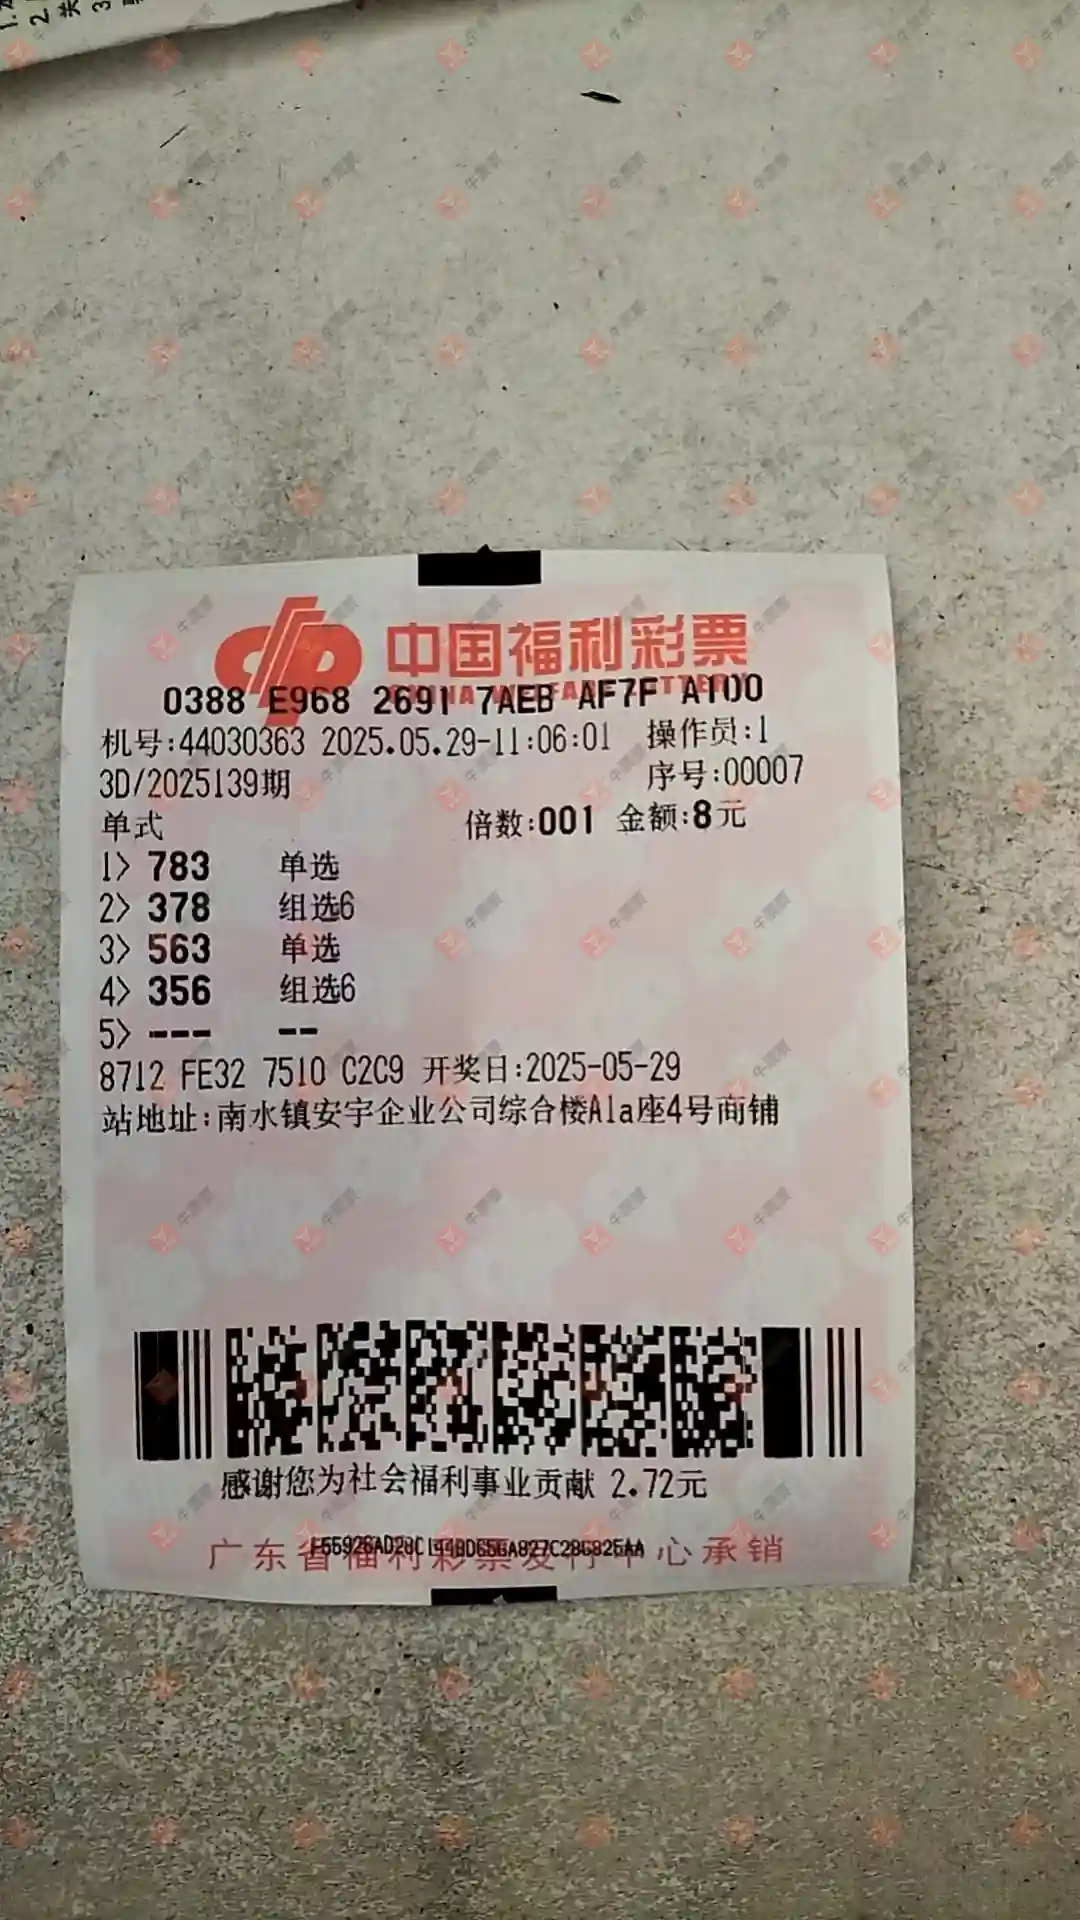 中国福利彩票
CHINA WELFARE LOTTERY
0388 E968 2691 7AEB AF7F A100
机号:44030363 2025.05.29-11:06:01 操作员:1
3D/2025139期 序号:00007
单式 倍数:001 金额:8元
1> 783 单选
2> 378 组选6
3> 563 单选
4> 356 组选6
5> --- --
8712 FE32 7510 C2C9 开奖日:2025-05-29
站地址:南水镇安宇企业公司综合楼A1a座4号商铺
感谢您为社会福利事业贡献 2.72元
广东省福利彩票发行中心承销